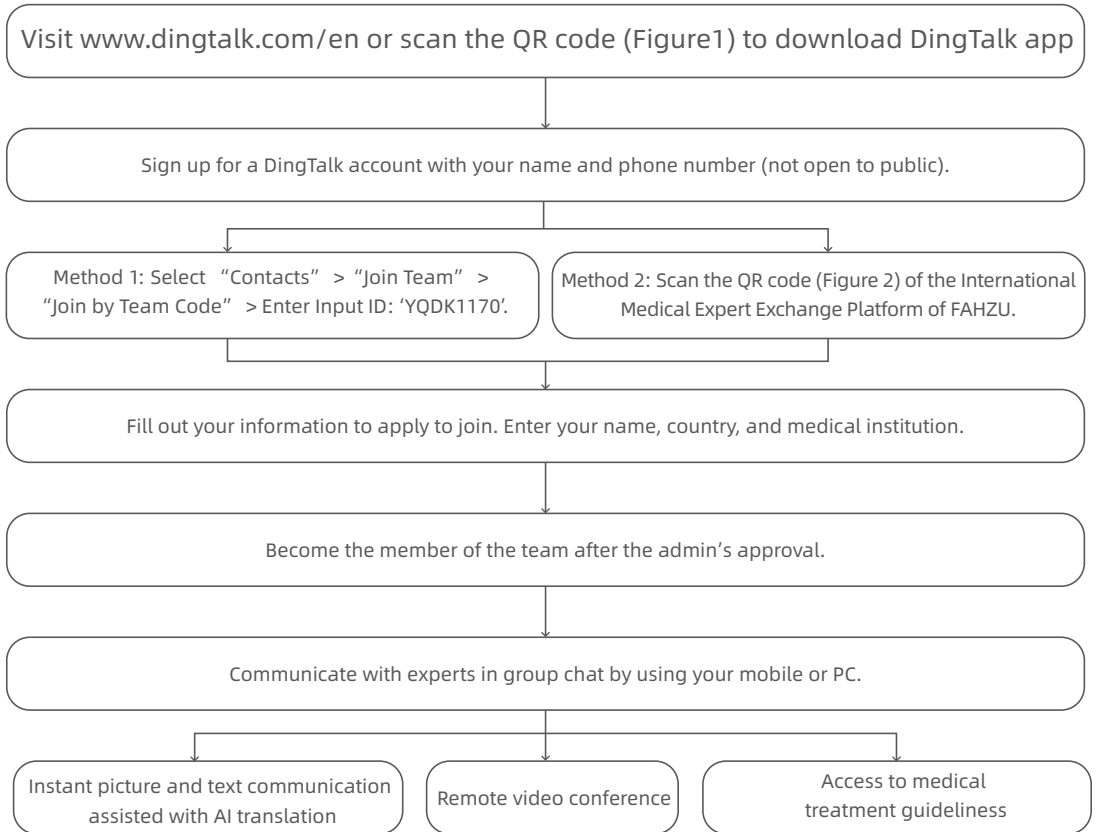 Visit www.dingtalk.com/en or scan the QR code (Figure1) to download DingTalk app
Sign up for a DingTalk account with your name and phone number (not open to public).
Method 1: Select “Contacts” > “Join Team” >
“Join by Team Code” > Enter Input ID: ‘YQDK1170’.
Method 2: Scan the QR code (Figure 2) of the International
Medical Expert Exchange Platform of FAHZU.
Fill out your information to apply to join. Enter your name, country, and medical institution.
Become the member of the team after the admin’s approval.
Communicate with experts in group chat by using your mobile or PC.
Instant picture and text communication
assisted with AI translation
Remote video conference
Access to medical
treatment guideliness